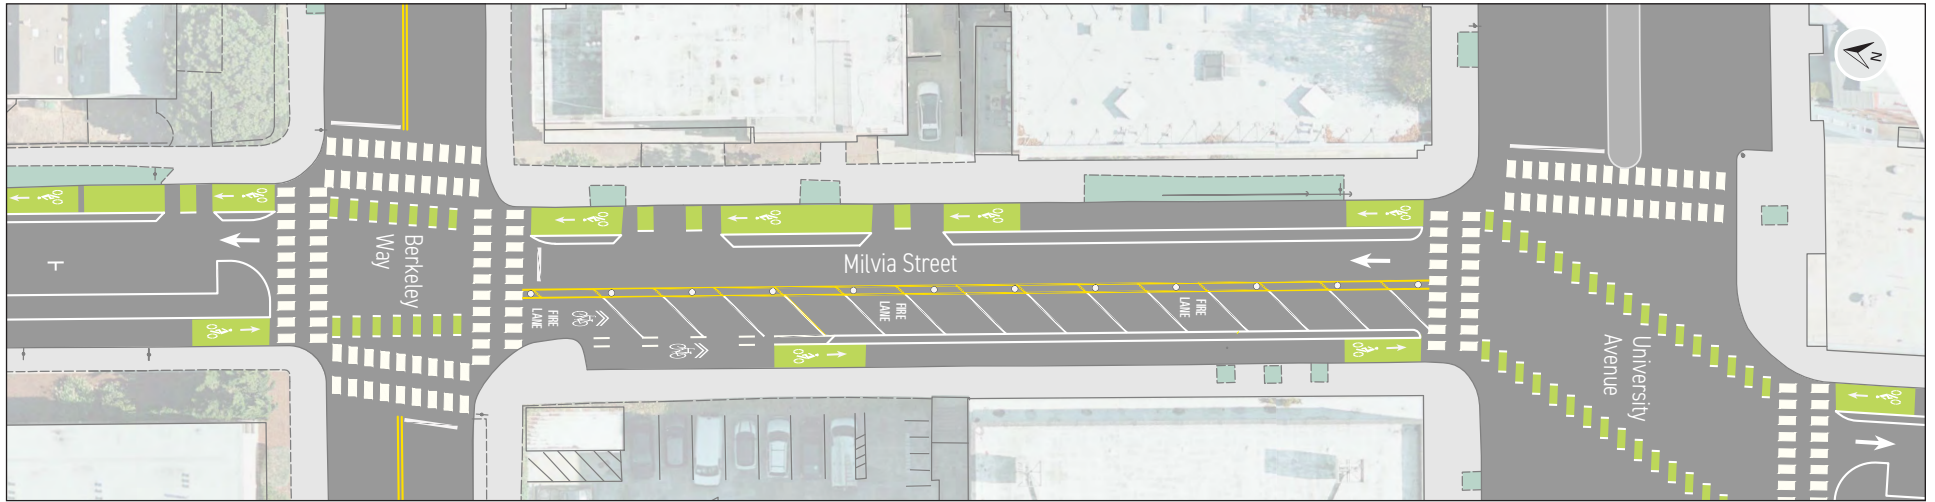 N
Berkeley
Way
Milvia Street
FIRE
LANE
FIRE
LANE
FIRE
LANE
University
Avenue